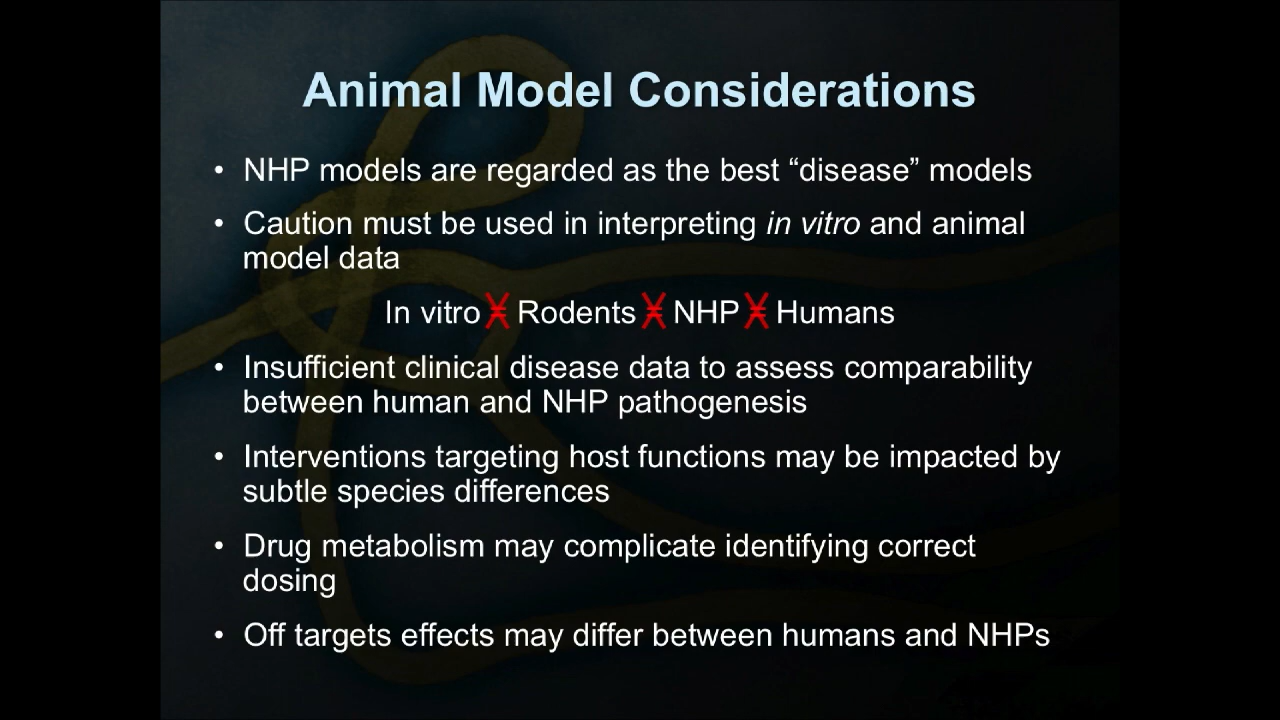 Animal Model Considerations
• NHP models are regarded as the best “disease” models
• Caution must be used in interpreting in vitro and animal
model data
In vitro ≠ Rodents ≠ NHP ≠ Humans
• Insufficient clinical disease data to assess comparability
between human and NHP pathogenesis
• Interventions targeting host functions may be impacted by
subtle species differences
• Drug metabolism may complicate identifying correct
dosing
• Off targets effects may differ between humans and NHPs